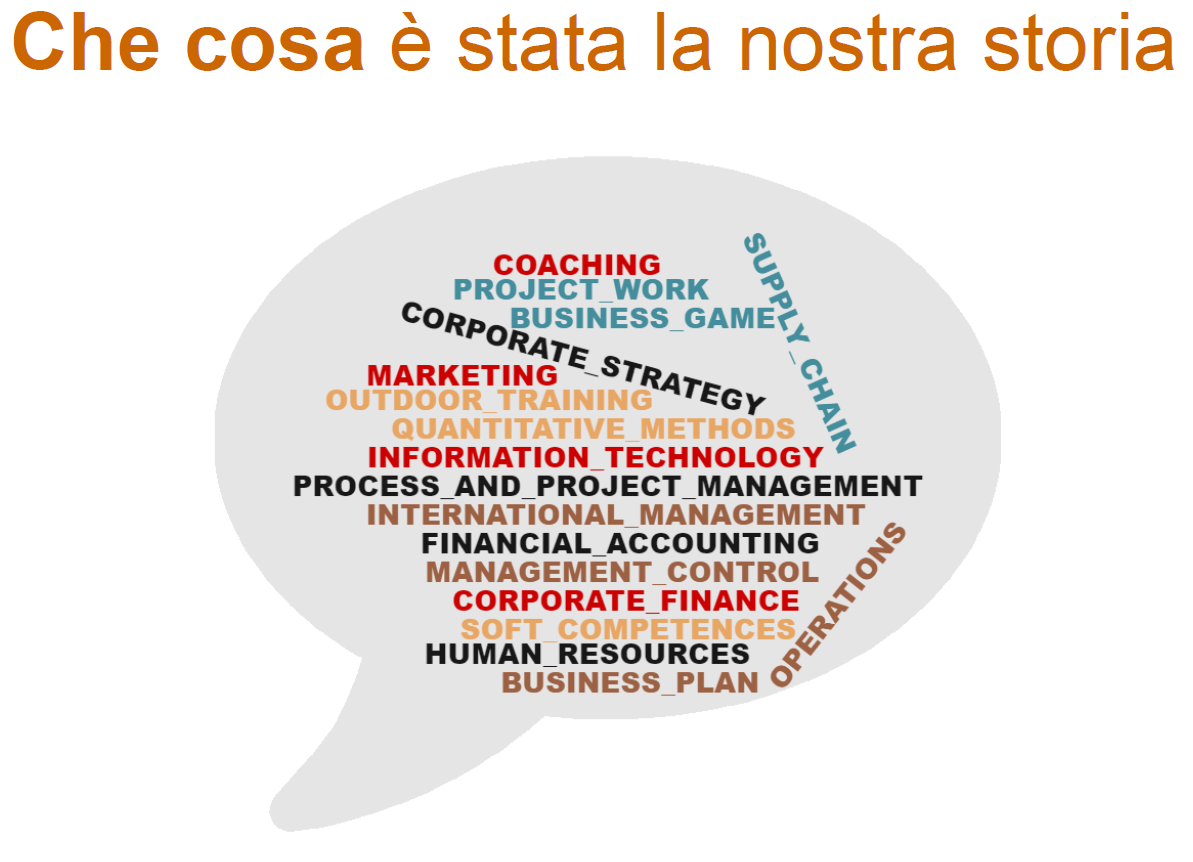 Che cosa è stata la nostra storia
COACHING
PROJECT_WORK
BUSINESS_GAME
SUPPLY_CHAIN
CORPORATE_STRATEGY
MARKETING
OUTDOOR_TRAINING
QUANTITATIVE_METHODS
INFORMATION_TECHNOLOGY
PROCESS_AND_PROJECT_MANAGEMENT
INTERNATIONAL_MANAGEMENT
FINANCIAL_ACCOUNTING
MANAGEMENT_CONTROL
CORPORATE_FINANCE
SOFT_COMPETENCES
HUMAN_RESOURCES
BUSINESS_PLAN
OPERATIONS